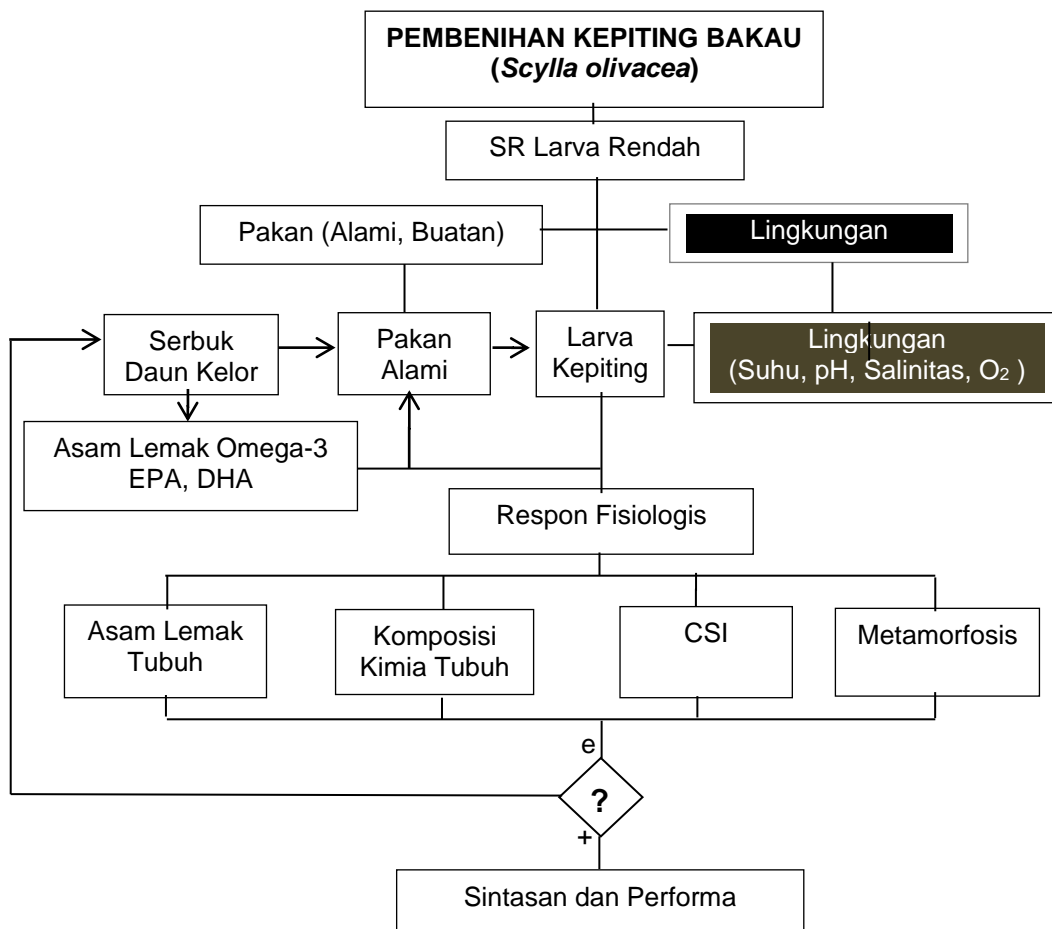 PEMBENIHAN KEPITING BAKAU
(Scylla olivacea)
SR Larva Rendah
Pakan (Alami, Buatan)
Lingkungan
Serbuk
Daun Kelor
Pakan
Alami
Larva
Kepiting
Lingkungan
(Suhu, pH, Salinitas, O₂ )
Asam Lemak Omega-3
EPA, DHA
Respon Fisiologis
Asam Lemak
Tubuh
Komposisi
Kimia Tubuh
CSI
Metamorfosis
e
?
+
Sintasan dan Performa